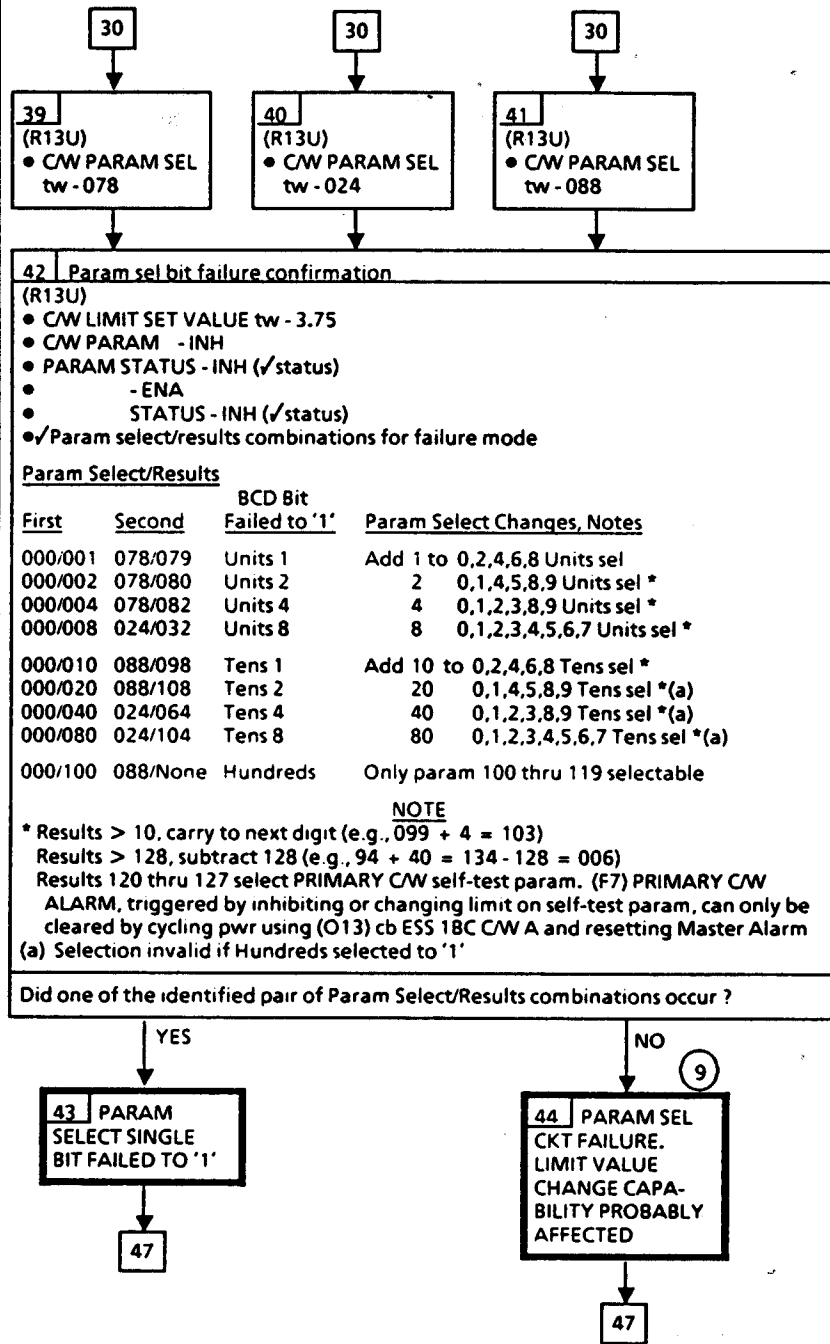 30
30
30
39
(R13U)
● C/W PARAM SEL
tw - 078
40
(R13U)
● C/W PARAM SEL
tw - 024
41
(R13U)
● C/W PARAM SEL
tw - 088
42 Param sel bit failure confirmation
(R13U)
● C/W LIMIT SET VALUE tw - 3.75
● C/W PARAM - INH
● PARAM STATUS - INH (√status)
● - ENA
● STATUS - INH (√status)
●√Param select/results combinations for failure mode
Param Select/Results
BCD Bit
First Second Failed to '1' Param Select Changes, Notes
000/001 078/079 Units 1 Add 1 to 0,2,4,6,8 Units sel
000/002 078/080 Units 2 2 0,1,4,5,8,9 Units sel *
000/004 078/082 Units 4 4 0,1,2,3,8,9 Units sel *
000/008 024/032 Units 8 8 0,1,2,3,4,5,6,7 Units sel *
000/010 088/098 Tens 1 Add 10 to 0,2,4,6,8 Tens sel *
000/020 088/108 Tens 2 20 0,1,4,5,8,9 Tens sel *(a)
000/040 024/064 Tens 4 40 0,1,2,3,8,9 Tens sel *(a)
000/080 024/104 Tens 8 80 0,1,2,3,4,5,6,7 Tens sel *(a)
000/100 088/None Hundreds Only param 100 thru 119 selectable
NOTE
* Results > 10, carry to next digit (e.g., 099 + 4 = 103)
Results > 128, subtract 128 (e.g., 94 + 40 = 134 - 128 = 006)
Results 120 thru 127 select PRIMARY C/W self-test param. (F7) PRIMARY C/W
ALARM, triggered by inhibiting or changing limit on self-test param, can only be
cleared by cycling pwr using (O13) cb ESS 18C C/W A and resetting Master Alarm
(a) Selection invalid if Hundreds selected to '1'
Did one of the identified pair of Param Select/Results combinations occur ?
YES
NO
9
43 PARAM
SELECT SINGLE
BIT FAILED TO '1'
44 PARAM SEL
CKT FAILURE.
LIMIT VALUE
CHANGE CAPA-
BILITY PROBABLY
AFFECTED
47
47